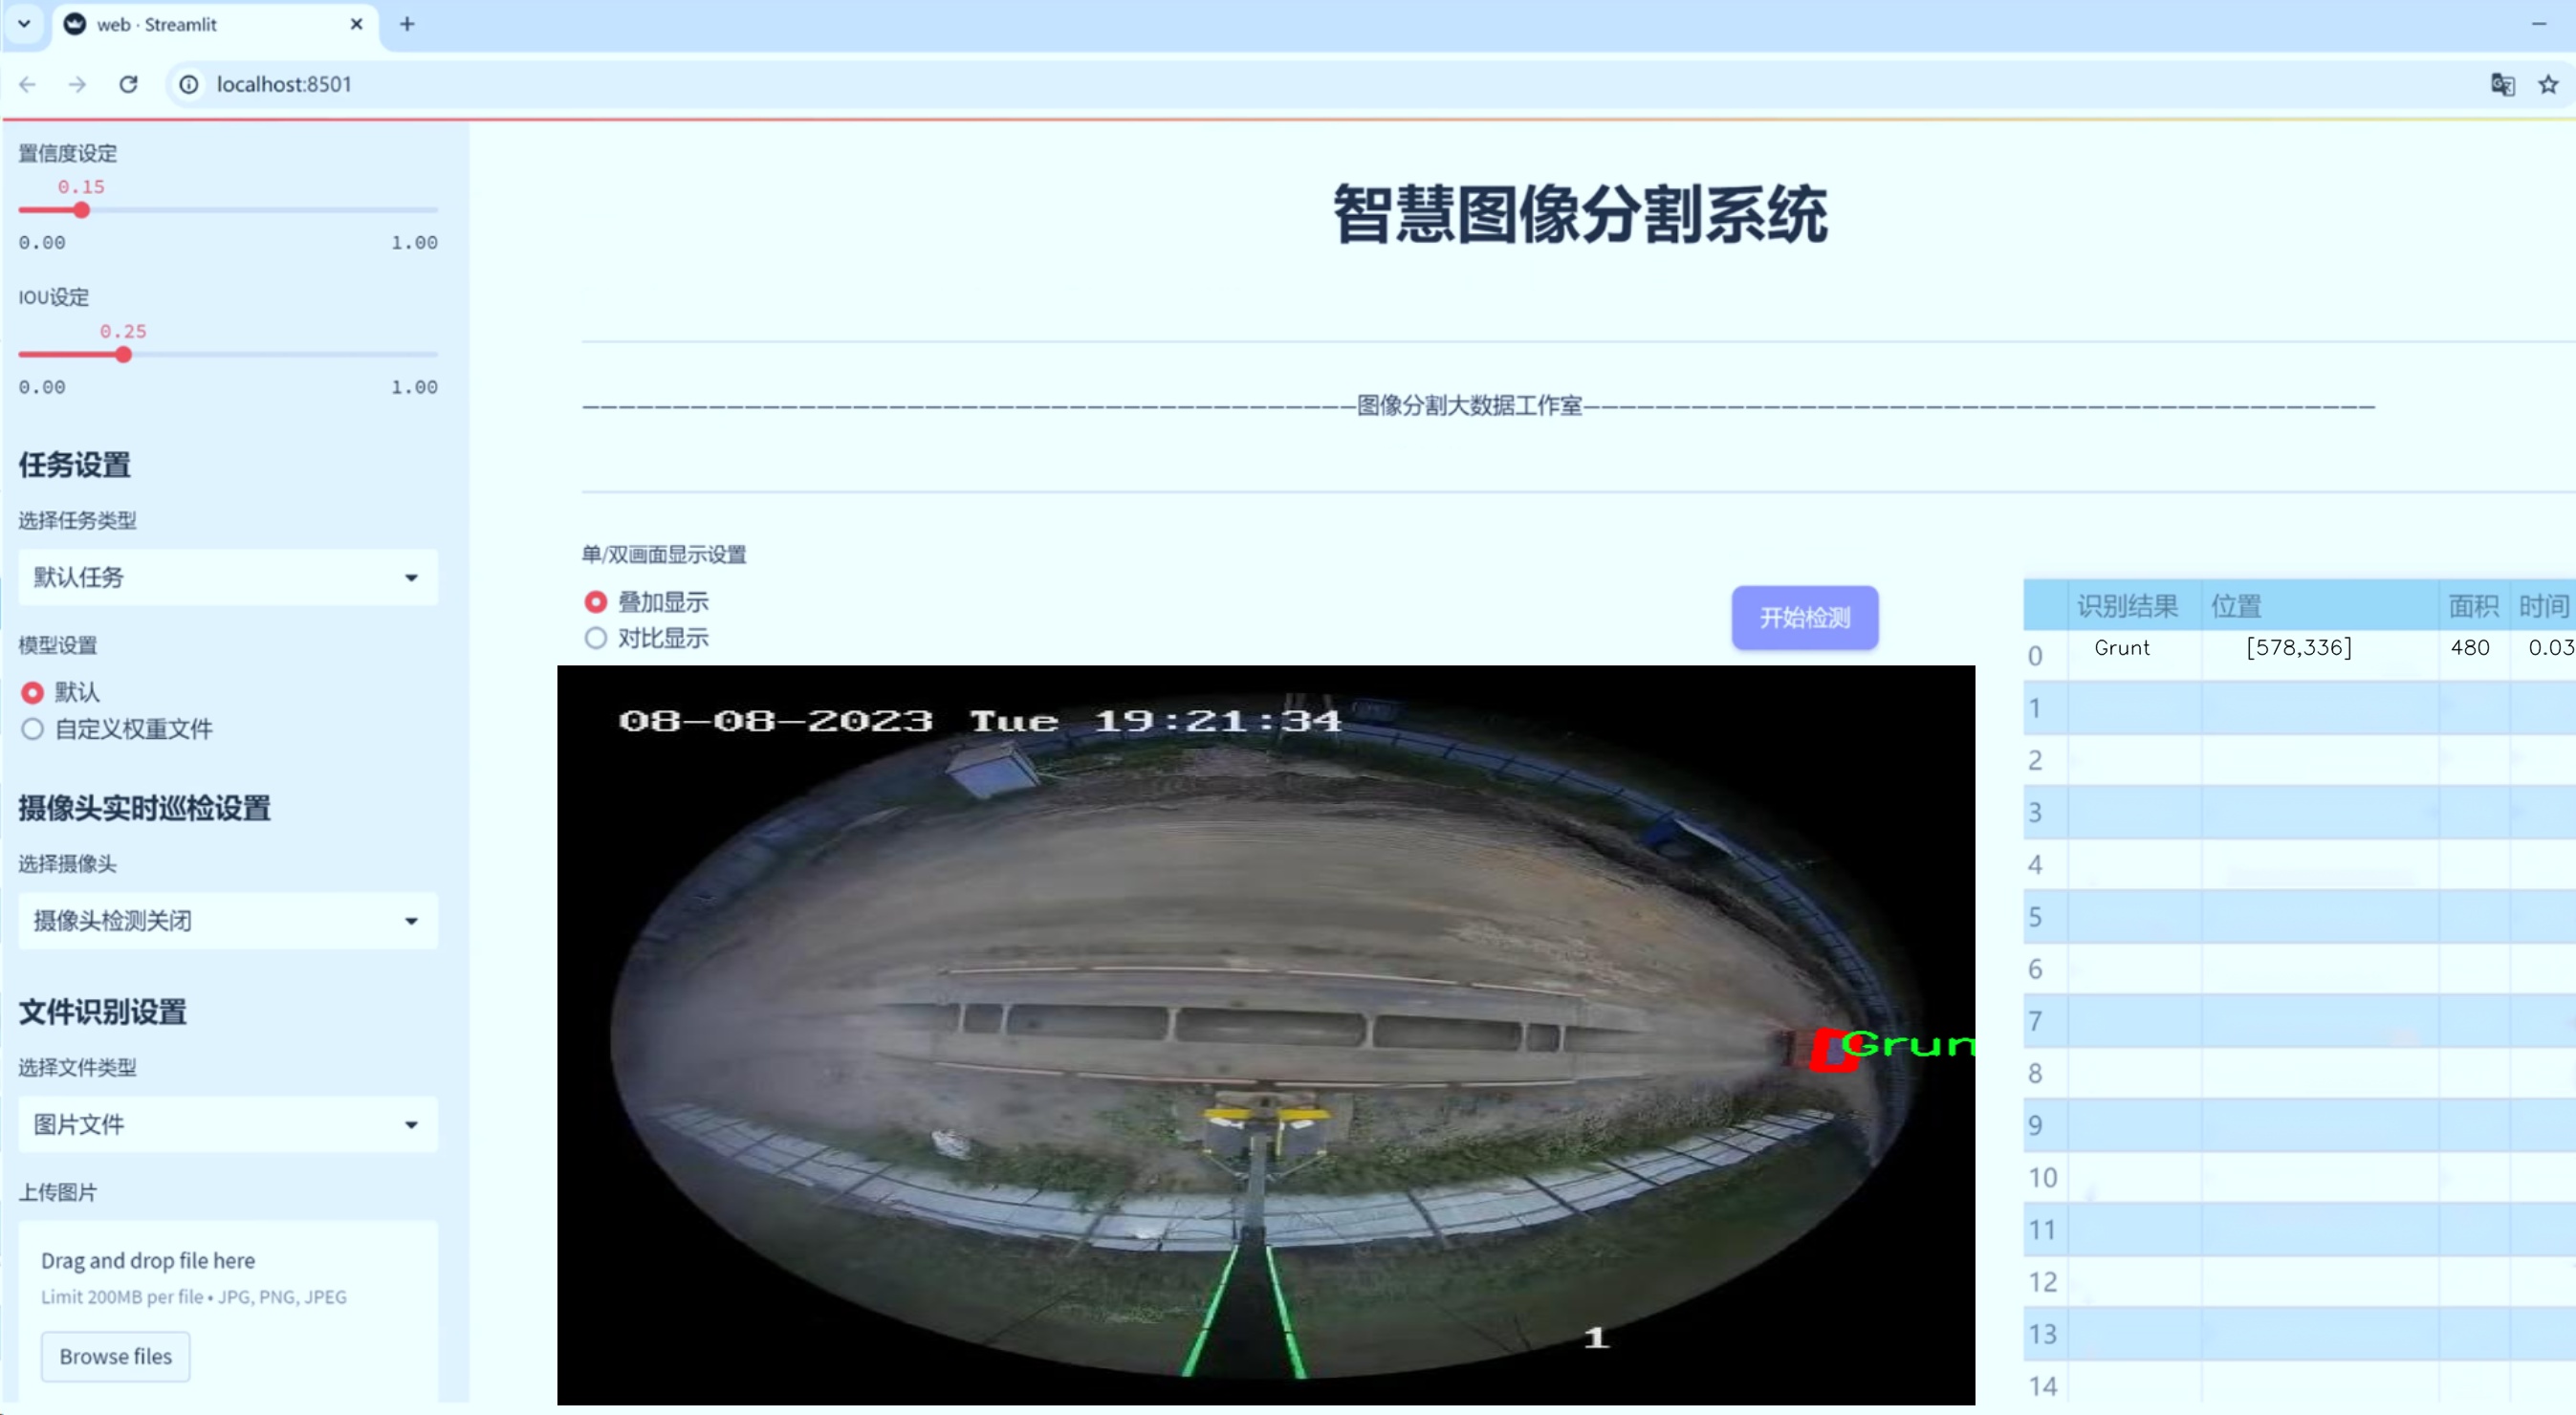 web · Streamlit
localhost:8501
置信度设定
0.15
0.00 1.00
IOU设定
0.25
0.00 1.00
任务设置
选择任务类型
默认任务
模型设置
默认
自定义权重文件
摄像头实时巡检设置
选择摄像头
摄像头检测关闭
文件识别设置
选择文件类型
图片文件
上传图片
Drag and drop file here
Limit 200MB per file • JPG, PNG, JPEG
Browse files
智慧图像分割系统
图像分割大数据工作室
单/双画面显示设置
叠加显示
对比显示
开始检测
08-08-2023 Tue 19:21:34
Grun
1
识别结果 位置 面积 时间
0 Grunt [578,336] 480 0.03
1
2
3
4
5
6
7
8
9
10
11
12
13
14